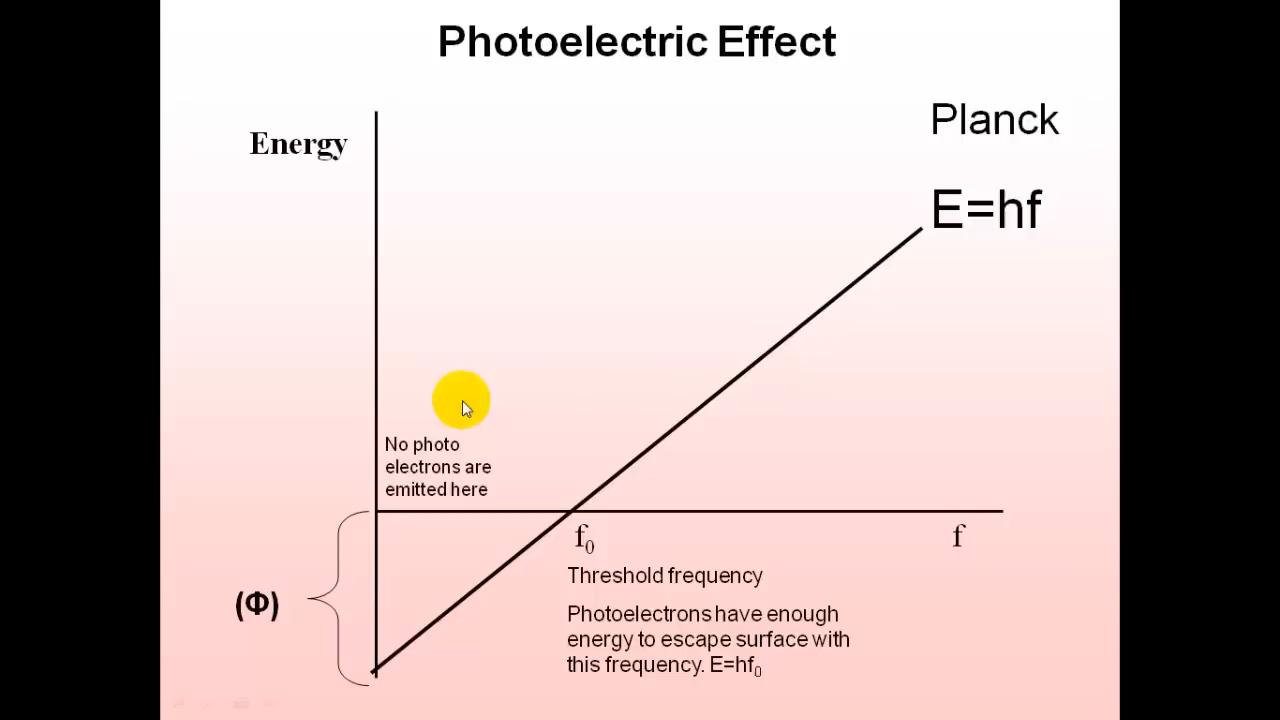 Photoelectric Effect
Energy
Planck
E=hf
No photo
electrons are
emitted here
f₀
f
Threshold frequency
(Φ)
Photoelectrons have enough
energy to escape surface with
this frequency. E=hf₀